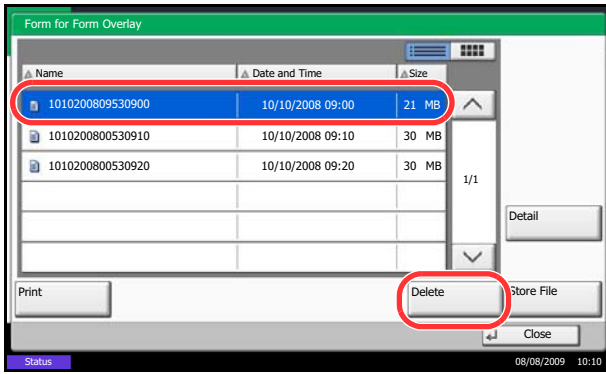 Form for Form Overlay
Name Date and Time Size
1010200809530900 10/10/2008 09:00 21 MB
1010200800530910 10/10/2008 09:10 30 MB
1010200800530920 10/10/2008 09:20 30 MB
1/1
Detail
Print Delete Store File
Close
Status 08/08/2009 10:10